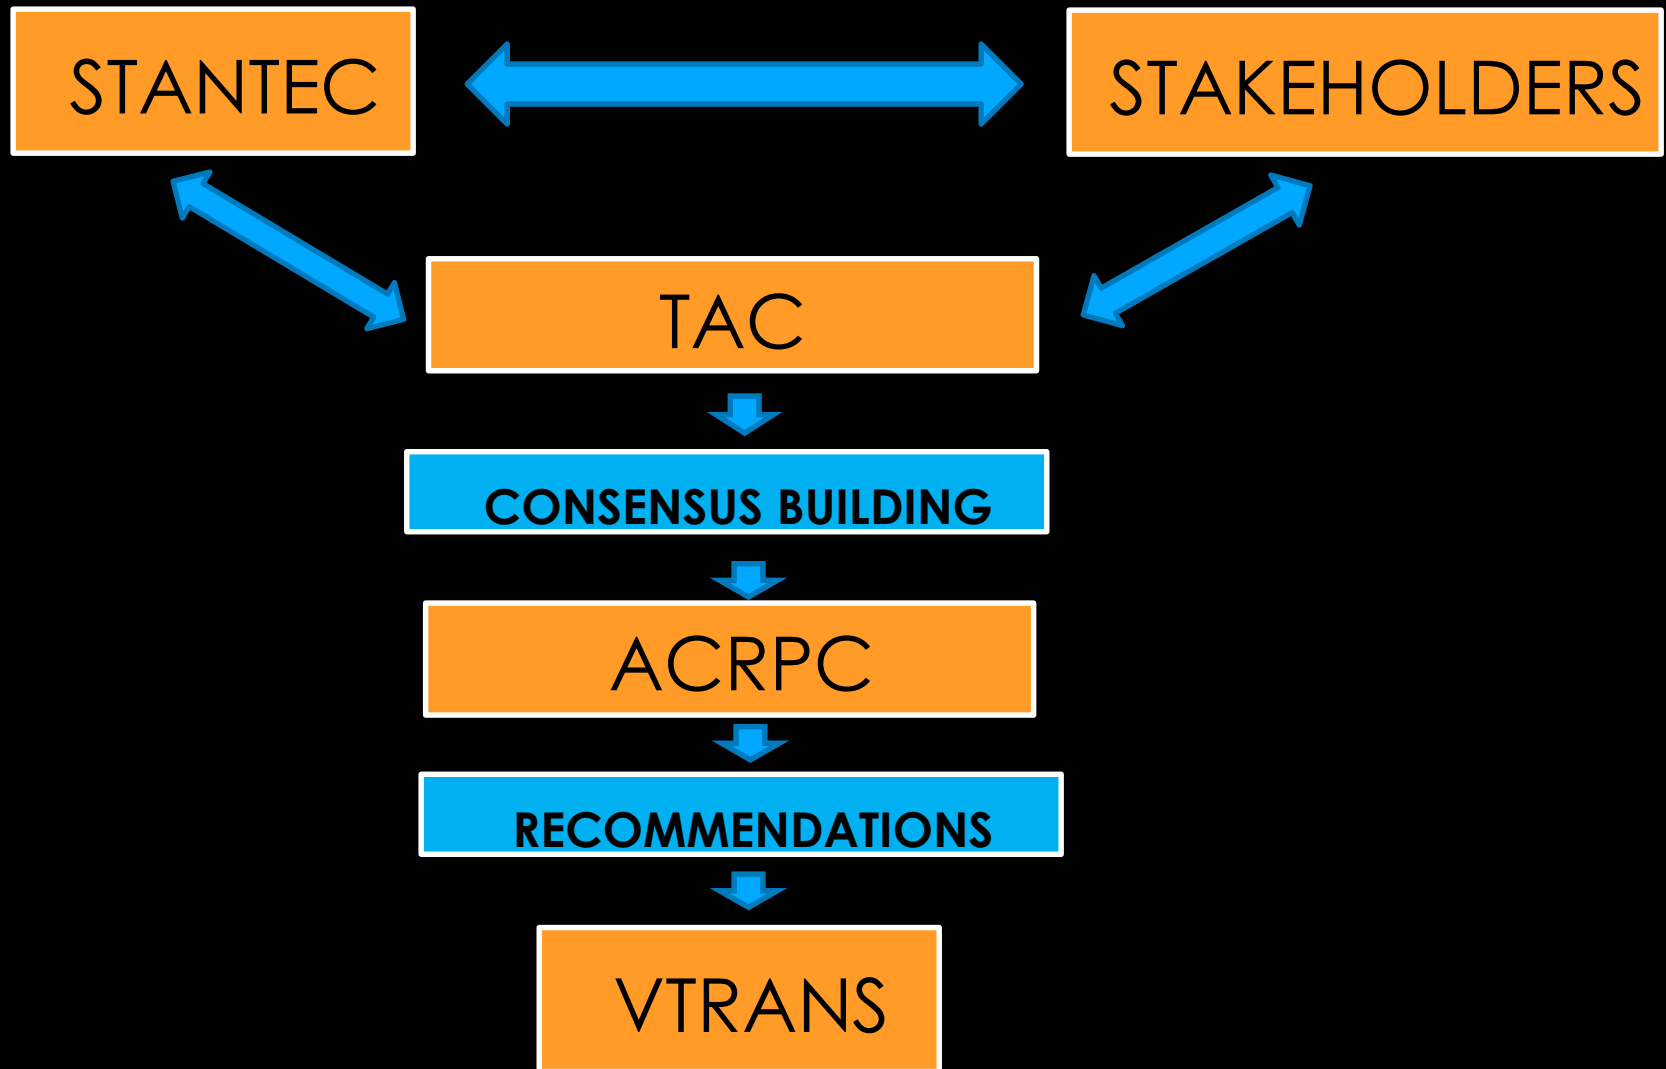 STANTEC
STAKEHOLDERS
TAC
CONSENSUS BUILDING
ACRPC
RECOMMENDATIONS
VTRANS